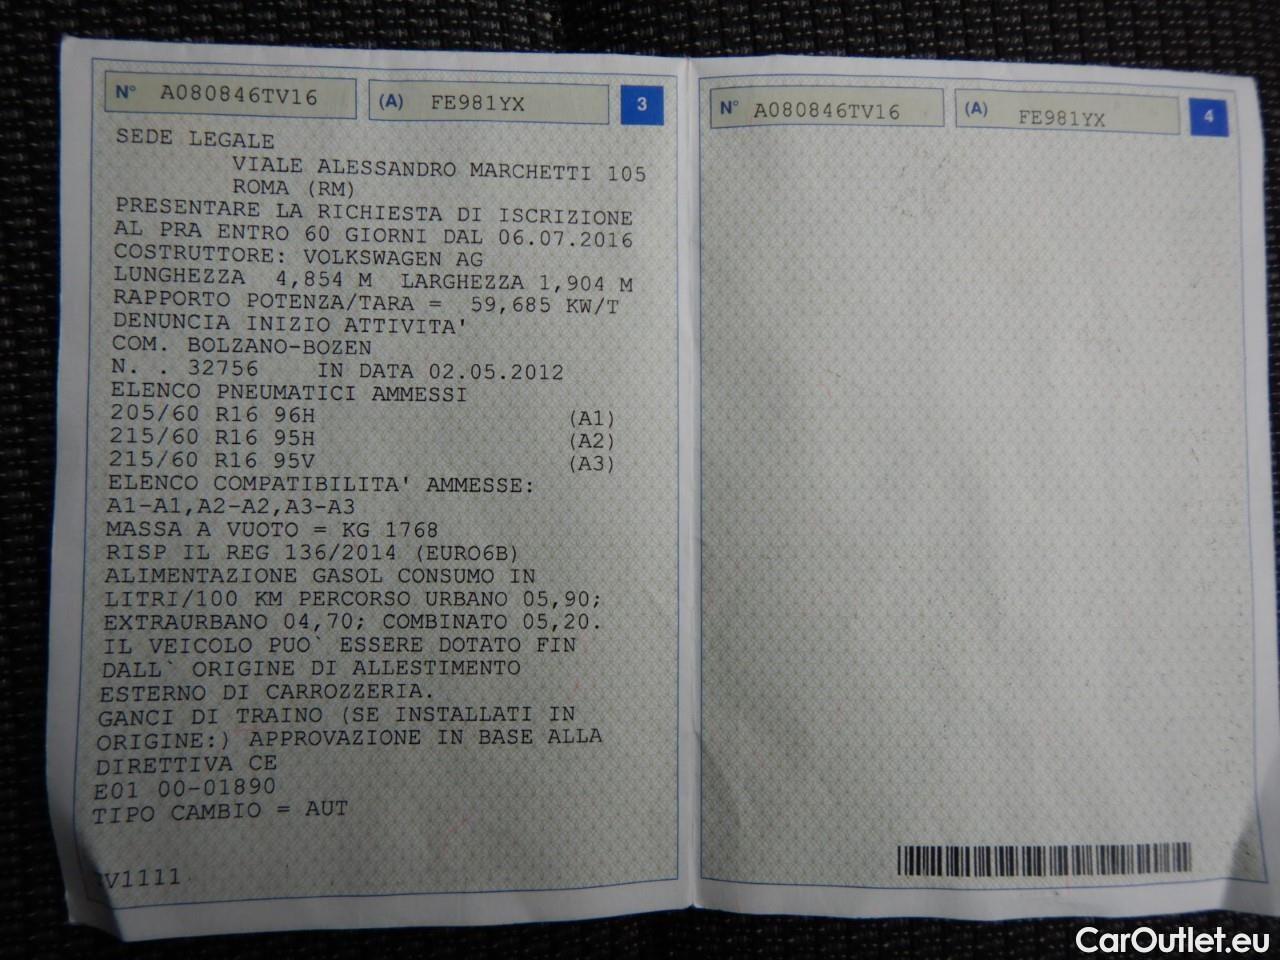 N° A080846TV16 (A) FE981YX 3
SEDE LEGALE
VIALE ALESSANDRO MARCHETTI 105
ROMA (RM)
PRESENTARE LA RICHIESTA DI ISCRIZIONE
AL PRA ENTRO 60 GIORNI DAL 06.07.2016
COSTRUTTORE: VOLKSWAGEN AG
LUNGHEZZA 4,854 M LARGHEZZA 1,904 M
RAPPORTO POTENZA/TARA = 59,685 KW/T
DENUNCIA INIZIO ATTIVITA'
COM. BOLZANO-BOZEN
N. . 32756 IN DATA 02.05.2012
ELENCO PNEUMATICI AMMESSI
205/60 R16 96H (A1)
215/60 R16 95H (A2)
215/60 R16 95V (A3)
ELENCO COMPATIBILITA' AMMESSE:
A1-A1,A2-A2,A3-A3
MASSA A VUOTO = KG 1768
RISP IL REG 136/2014 (EURO6B)
ALIMENTAZIONE GASOL CONSUMO IN
LITRI/100 KM PERCORSO URBANO 05,90;
EXTRAURBANO 04,70; COMBINATO 05,20.
IL VEICOLO PUO` ESSERE DOTATO FIN
DALL` ORIGINE DI ALLESTIMENTO
ESTERNO DI CARROZZERIA.
GANCI DI TRAINO (SE INSTALLATI IN
ORIGINE:) APPROVAZIONE IN BASE ALLA
DIRETTIVA CE
E01 00-01890
TIPO CAMBIO = AUT
V1111
N° A080846TV16 (A) FE981YX 4
CarOutlet.eu